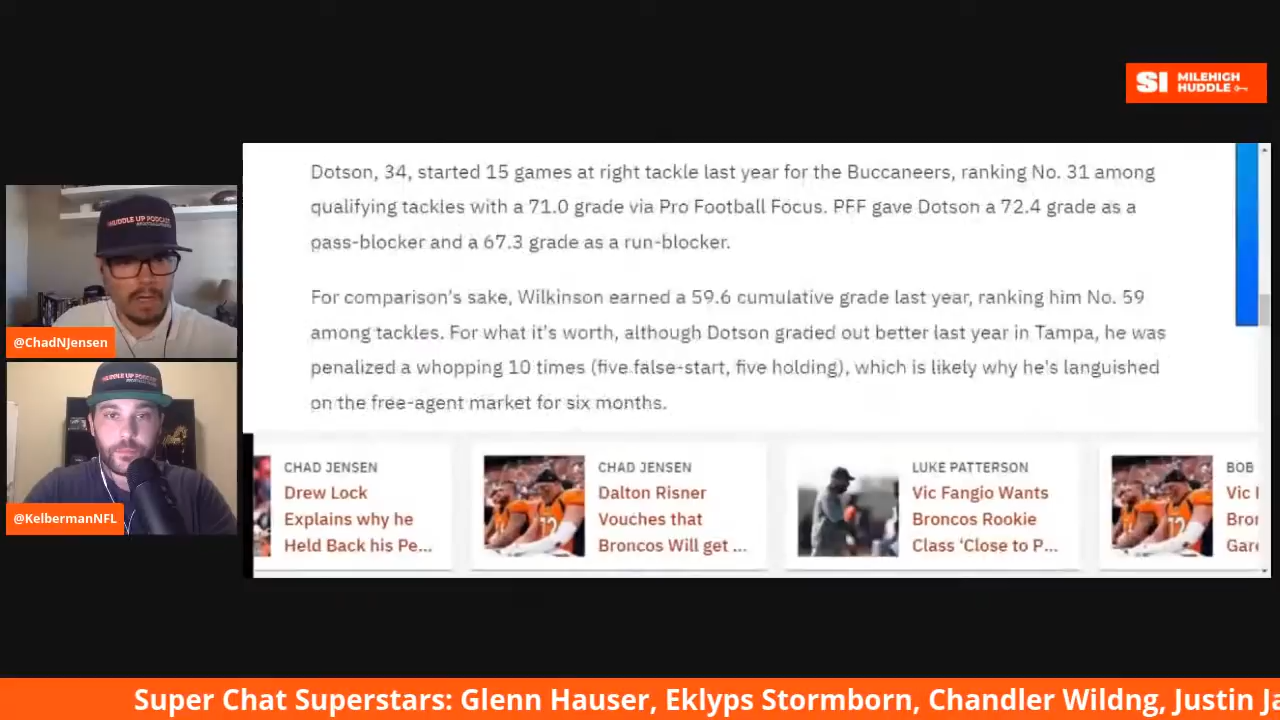 SI MILEHIGH
HUDDLE
Dotson, 34, started 15 games at right tackle last year for the Buccaneers, ranking No. 31 among
qualifying tackles with a 71.0 grade via Pro Football Focus. PFF gave Dotson a 72.4 grade as a
pass-blocker and a 67.3 grade as a run-blocker.
For comparison's sake, Wilkinson earned a 59.6 cumulative grade last year, ranking him No. 59
among tackles. For what it's worth, although Dotson graded out better last year in Tampa, he was
penalized a whopping 10 times (five false-start, five holding), which is likely why he's languished
on the free-agent market for six months.
HUDDLE UP PODCAST
@ChadNJensen
HUDDLE UP PODCAST
@KelbermanNFL
CHAD JENSEN
Drew Lock
Explains why he
Held Back his Pe...
CHAD JENSEN
Dalton Risner
Vouches that
Broncos Will get ...
LUKE PATTERSON
Vic Fangio Wants
Broncos Rookie
Class ‘Close to P...
BOB
Vic
Bro
Gar
Super Chat Superstars: Glenn Hauser, Eklyps Stormborn, Chandler Wildng, Justin Ja